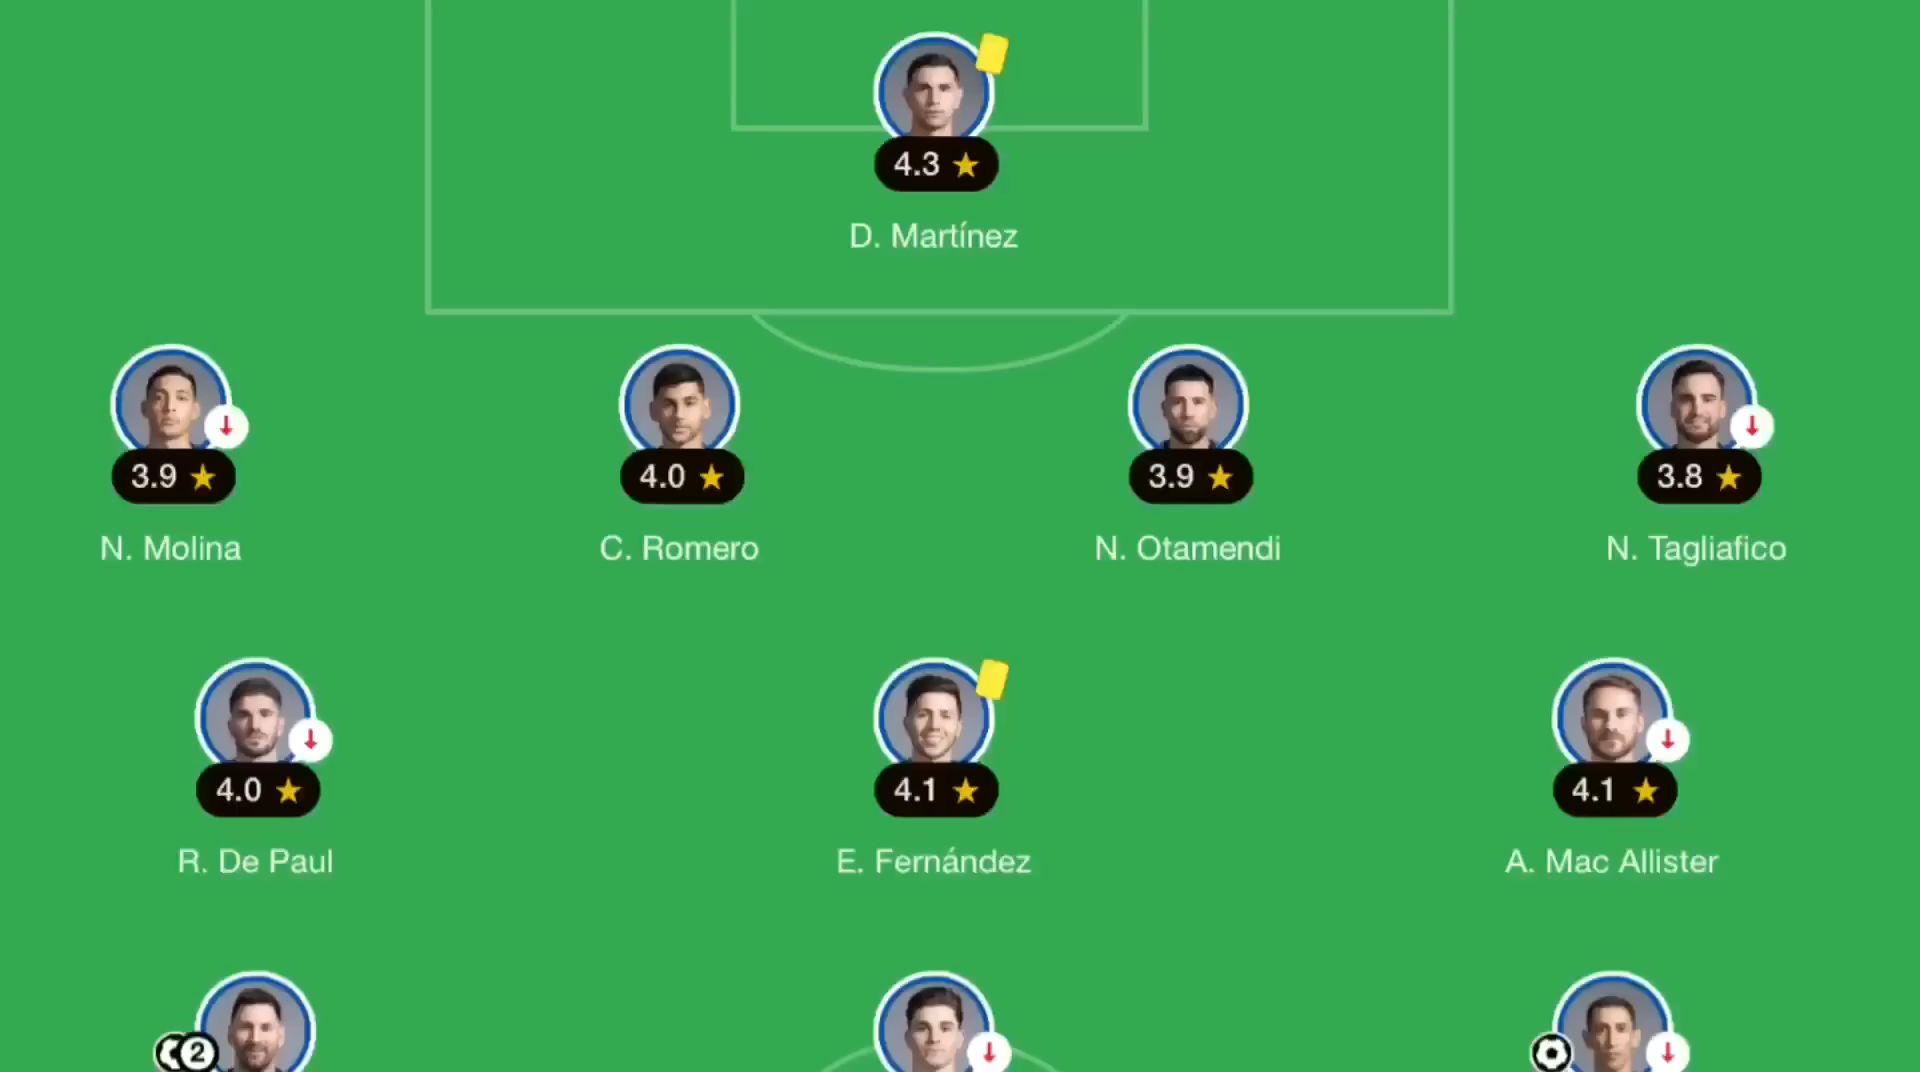 4.3
D. Martínez
3.9 4.0 3.9 3.8
N. Molina C. Romero N. Otamendi N. Tagliafico
4.0 4.1 4.1
R. De Paul E. Fernández A. Mac Allister
2